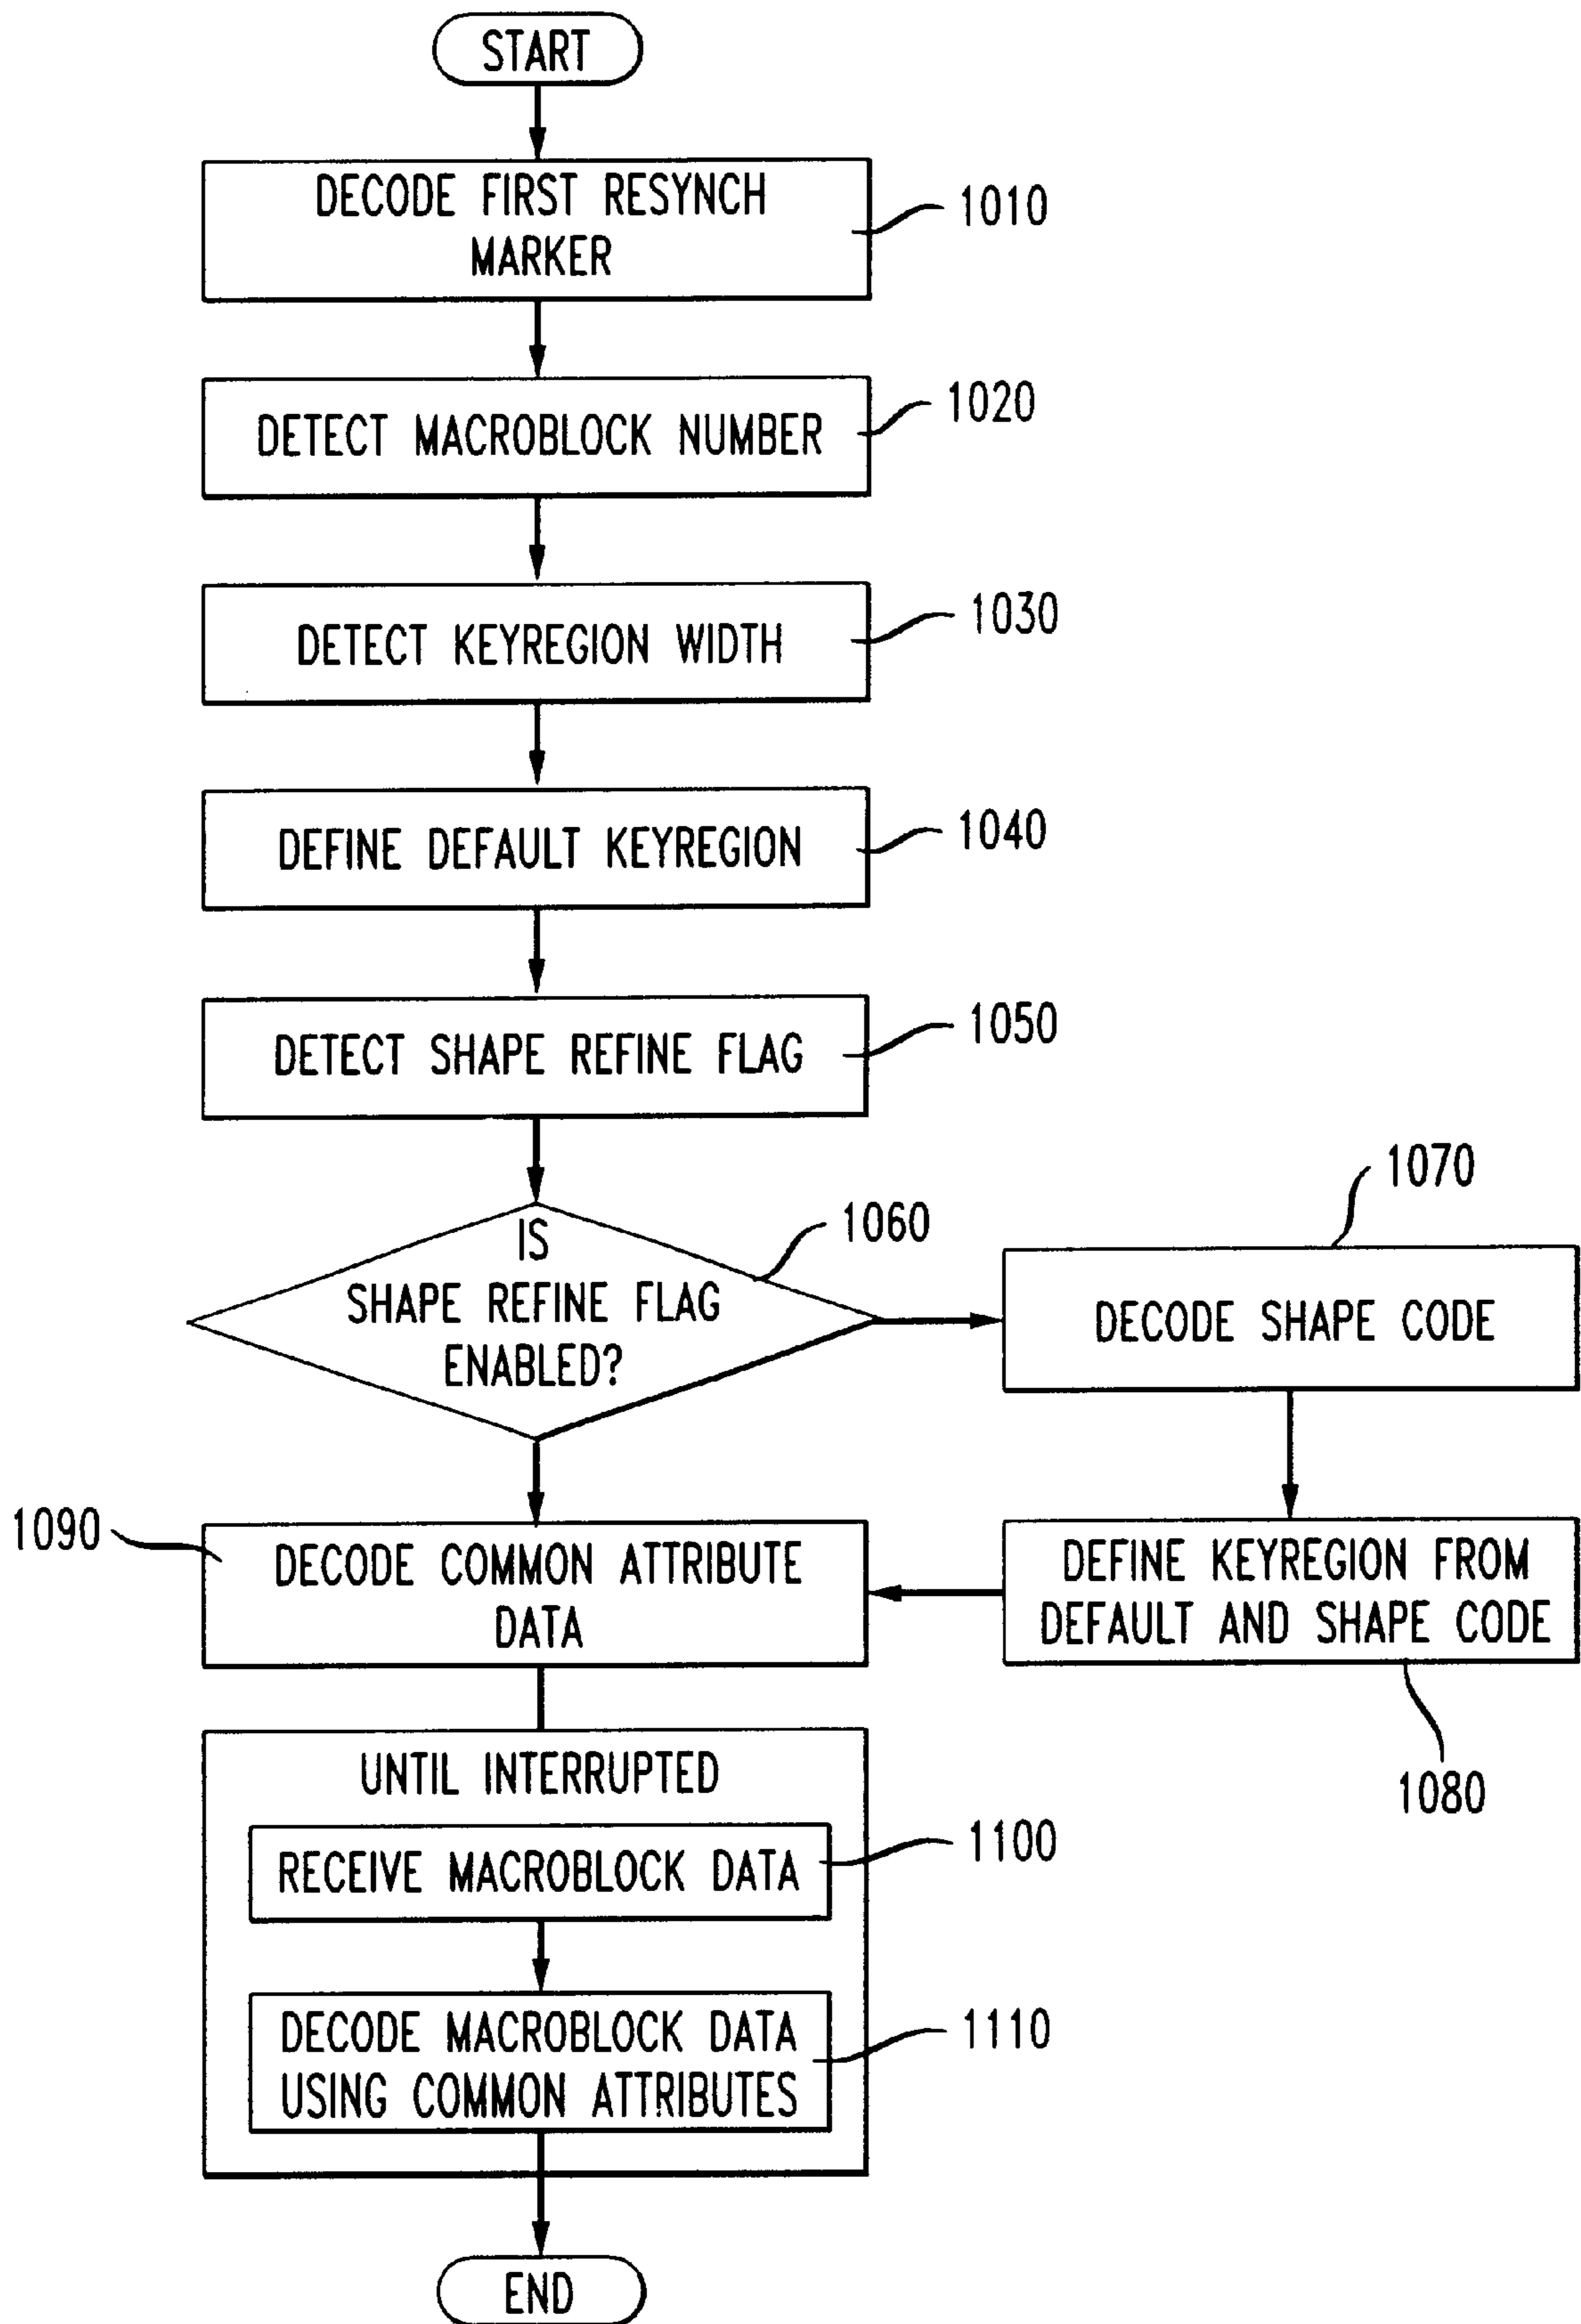 START
DECODE FIRST RESYNCH
MARKER
1010
DETECT MACROBLOCK NUMBER
1020
DETECT KEYREGION WIDTH
1030
DEFINE DEFAULT KEYREGION
1040
DETECT SHAPE REFINE FLAG
1050
IS
SHAPE REFINE FLAG
ENABLED?
1060
1070
DECODE SHAPE CODE
1090
DECODE COMMON ATTRIBUTE
DATA
DEFINE KEYREGION FROM
DEFAULT AND SHAPE CODE
1080
UNTIL INTERRUPTED
RECEIVE MACROBLOCK DATA
1100
DECODE MACROBLOCK DATA
USING COMMON ATTRIBUTES
1110
END